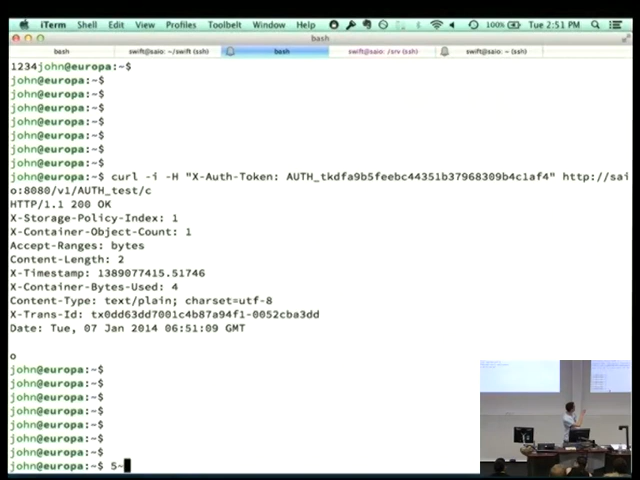 iTerm Shell Edit View Profiles Toolbelt Window Help 100% Tue 2:51 PM
bash
bash swift@saio: ~/swift (ssh) bash swift@saio: /srv (ssh) swift@saio: ~ (ssh)
1234john@europa:~$
john@europa:~$
john@europa:~$
john@europa:~$
john@europa:~$
john@europa:~$
john@europa:~$
john@europa:~$
john@europa:~$ curl -i -H "X-Auth-Token: AUTH_tkdfa9b5feebc44351b37968309b4c1af4" http://sai
o:8080/v1/AUTH_test/c
HTTP/1.1 200 OK
X-Storage-Policy-Index: 1
X-Container-Object-Count: 1
Accept-Ranges: bytes
Content-Length: 2
X-Timestamp: 1389077415.51746
X-Container-Bytes-Used: 4
Content-Type: text/plain; charset=utf-8
X-Trans-Id: tx0dd63dd7001c4b87a94f1-0052cba3dd
Date: Tue, 07 Jan 2014 06:51:09 GMT
o
john@europa:~$
john@europa:~$
john@europa:~$
john@europa:~$
john@europa:~$
john@europa:~$
john@europa:~$
john@europa:~$ 5~